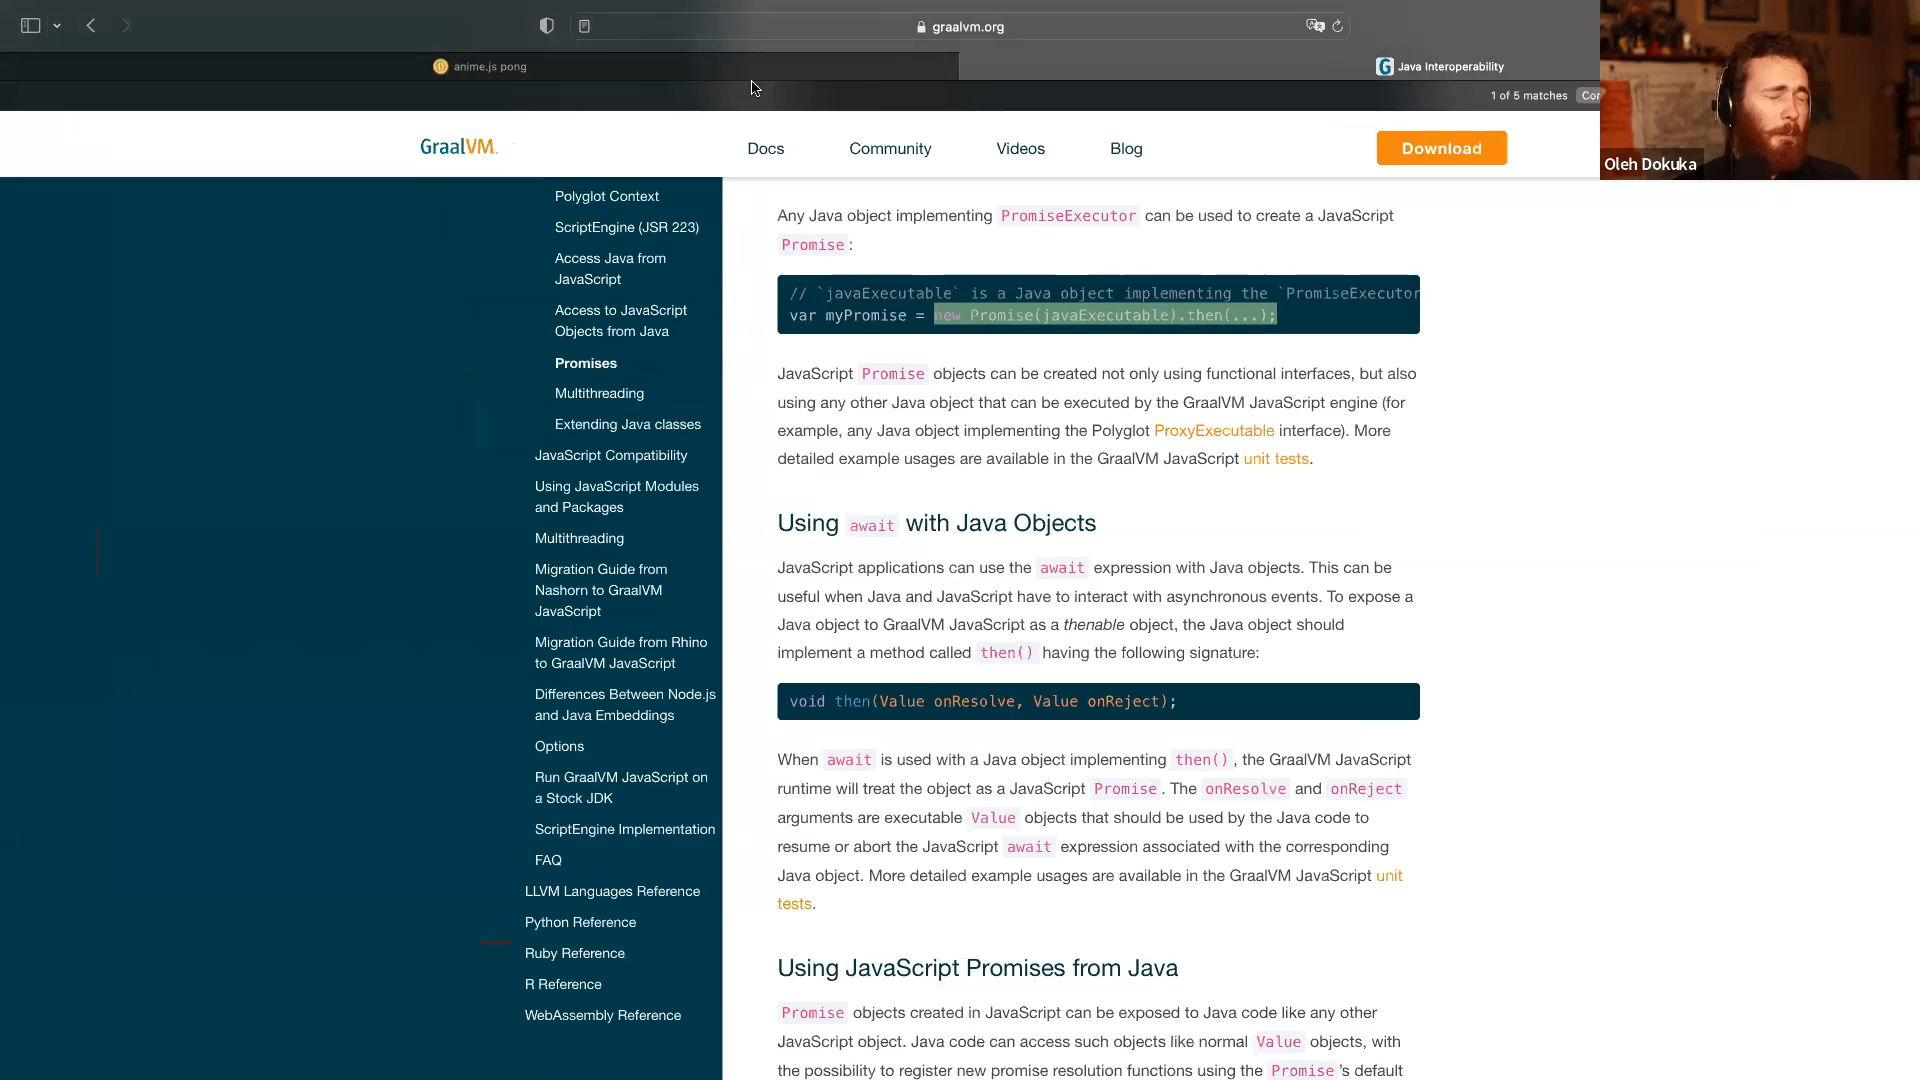 graalvm.org
anime.js pong
Java Interoperability
1 of 5 matches
Oleh Dokuka
GraalVM.
Docs
Community
Videos
Blog
Download
Polyglot Context
ScriptEngine (JSR 223)
Access Java from
JavaScript
Access to JavaScript
Objects from Java
Promises
Multithreading
Extending Java classes
JavaScript Compatibility
Using JavaScript Modules
and Packages
Multithreading
Migration Guide from
Nashorn to GraalVM
JavaScript
Migration Guide from Rhino
to GraalVM JavaScript
Differences Between Node.js
and Java Embeddings
Options
Run GraalVM JavaScript on
a Stock JDK
ScriptEngine Implementation
FAQ
LLVM Languages Reference
Python Reference
Ruby Reference
R Reference
WebAssembly Reference
Any Java object implementing PromiseExecutor can be used to create a JavaScript
Promise:
// `javaExecutable` is a Java object implementing the `PromiseExecutor
var myPromise = new Promise(javaExecutable).then(...);
JavaScript Promise objects can be created not only using functional interfaces, but also
using any other Java object that can be executed by the GraalVM JavaScript engine (for
example, any Java object implementing the Polyglot ProxyExecutable interface). More
detailed example usages are available in the GraalVM JavaScript unit tests.
Using await with Java Objects
JavaScript applications can use the await expression with Java objects. This can be
useful when Java and JavaScript have to interact with asynchronous events. To expose a
Java object to GraalVM JavaScript as a thenable object, the Java object should
implement a method called then() having the following signature:
void then(Value onResolve, Value onReject);
When await is used with a Java object implementing then(), the GraalVM JavaScript
runtime will treat the object as a JavaScript Promise. The onResolve and onReject
arguments are executable Value objects that should be used by the Java code to
resume or abort the JavaScript await expression associated with the corresponding
Java object. More detailed example usages are available in the GraalVM JavaScript unit
tests.
Using JavaScript Promises from Java
Promise objects created in JavaScript can be exposed to Java code like any other
JavaScript object. Java code can access such objects like normal Value objects, with
the possibility to register new promise resolution functions using the Promise's default